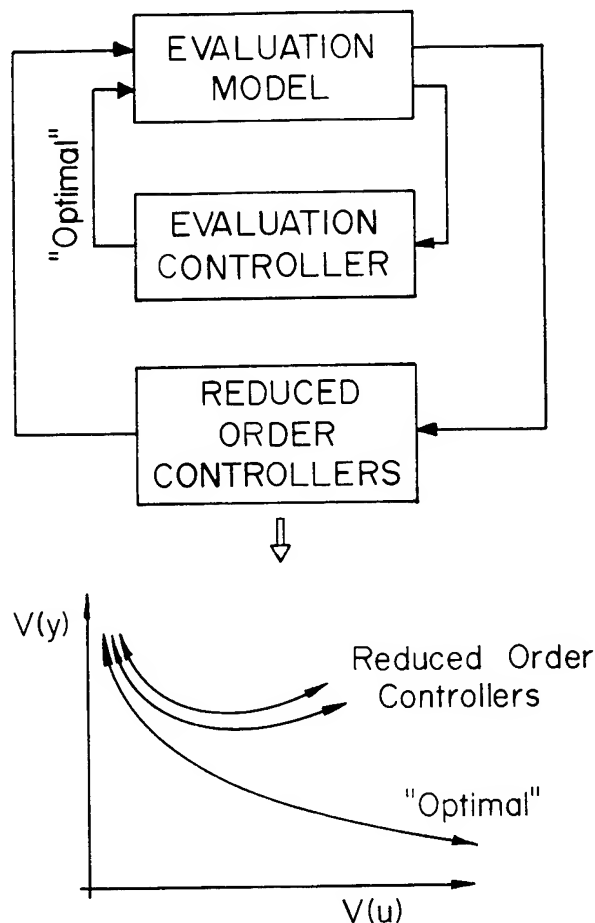 EVALUATION
MODEL
"Optimal"
EVALUATION
CONTROLLER
REDUCED
ORDER
CONTROLLERS
V(y)
Reduced Order
Controllers
"Optimal"
V(u)